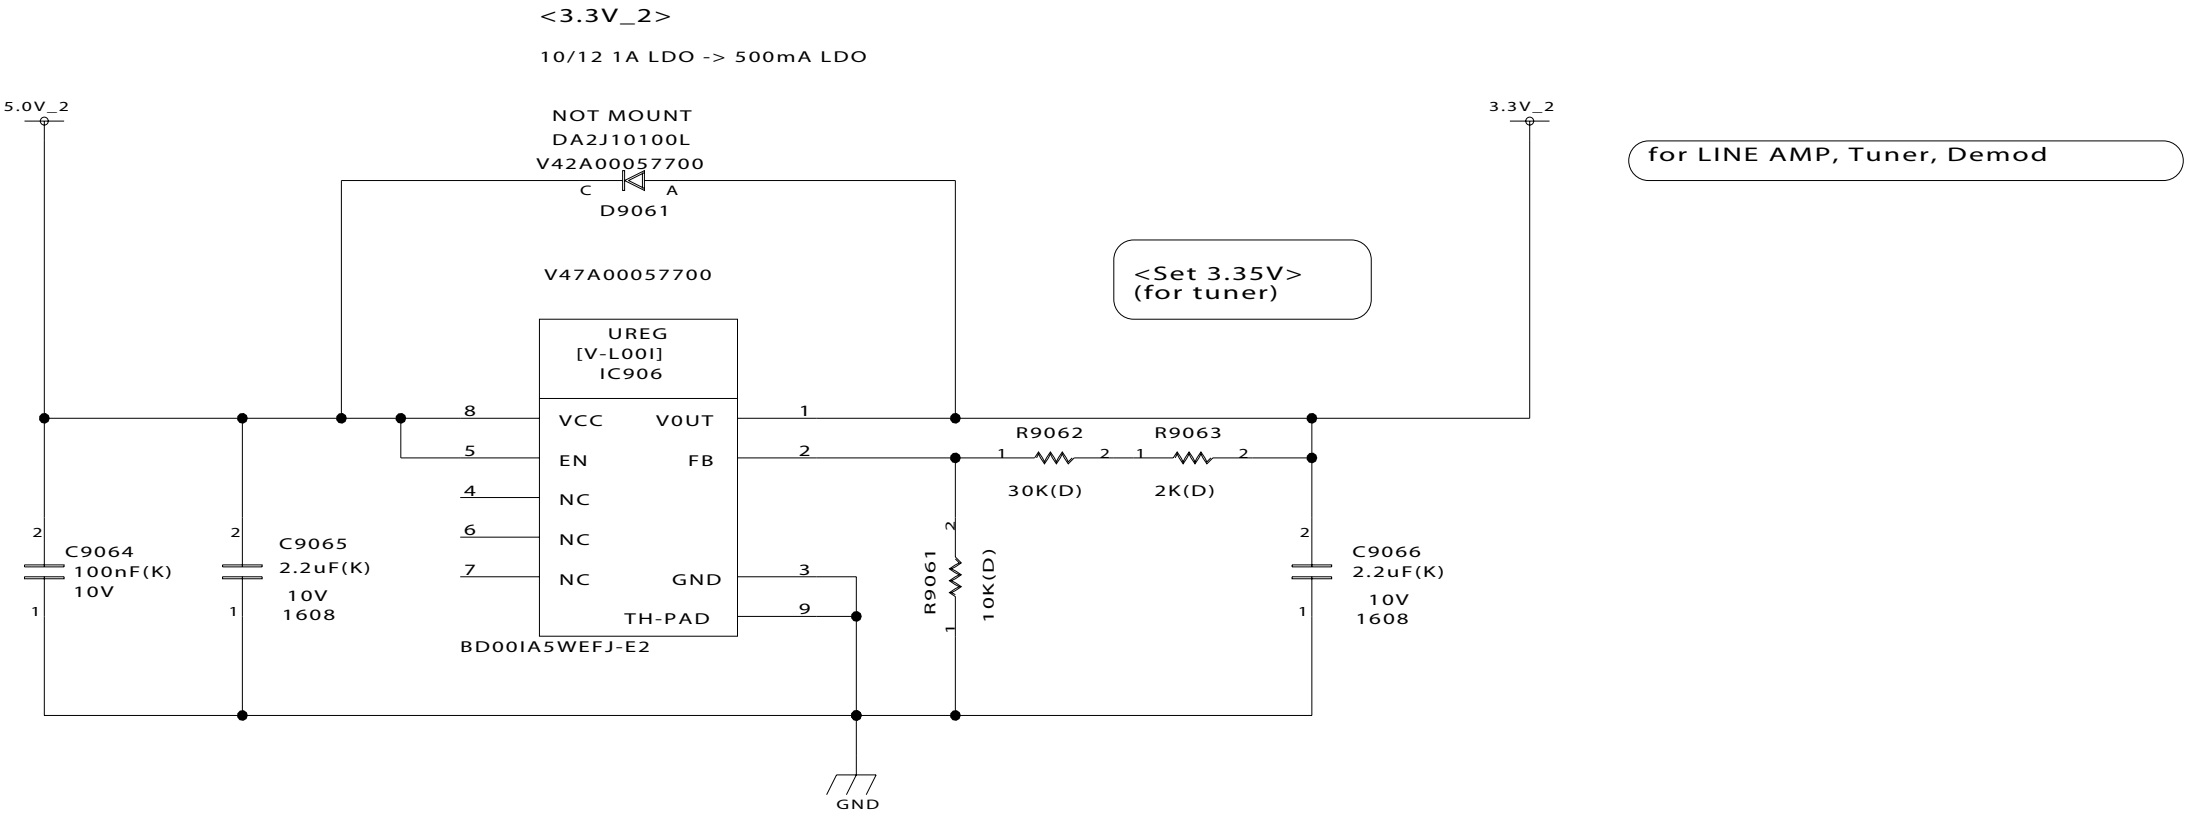 <3.3V_2>
10/12 1A LDO -> 500mA LDO
5.0V_2
NOT MOUNT
DA2J10100L
V42A00057700
C
A
D9061
3.3V_2
for LINE AMP, Tuner, Demod
V47A00057700
<Set 3.35V>
(for tuner)
UREG
[V-L00I]
IC906
8
VCC
V0UT
1
5
EN
FB
2
4
NC
6
NC
7
NC
GND
3
TH-PAD
9
BD00IA5WEFJ-E2
R9062
1
2
30K(D)
R9063
1
2
2K(D)
2
R9061
10K(D)
1
2
C9064
100nF(K)
10V
1
2
C9065
2.2uF(K)
10V
1
1608
2
C9066
2.2uF(K)
10V
1
1608
GND